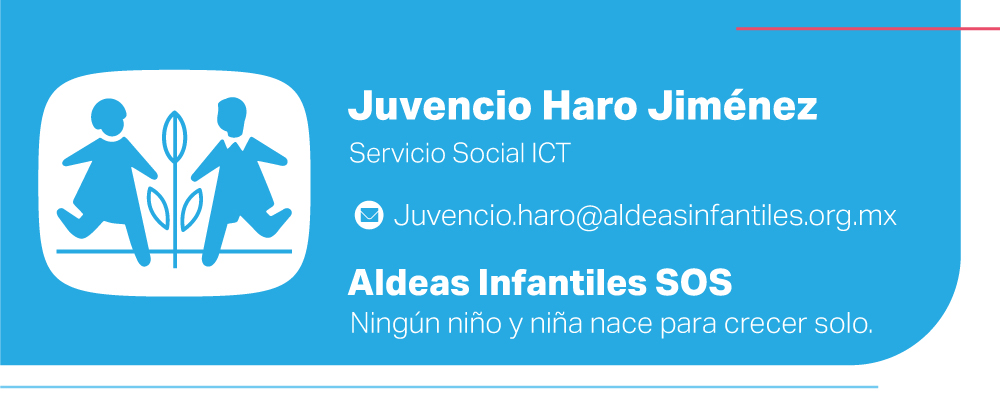 Juvencio Haro Jiménez
Servicio Social ICT
Juvencio.haro@aldeasinfantiles.org.mx
Aldeas Infantiles SOS
Ningún niño y niña nace para crecer solo.